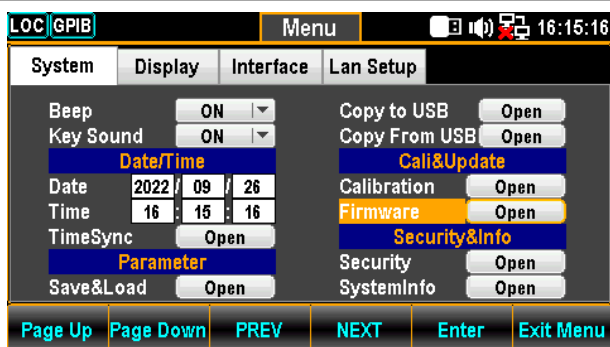 LOC GPIB Menu 16:15:16
System Display Interface Lan Setup
Beep ON
Key Sound ON
Date/Time
Date 2022 / 09 / 26
Time 16 : 15 : 16
TimeSync Open
Parameter
Save&Load Open
Copy to USB Open
Copy From USB Open
Cali&Update
Calibration Open
Firmware Open
Security&Info
Security Open
SystemInfo Open
Page Up Page Down PREV NEXT Enter Exit Menu